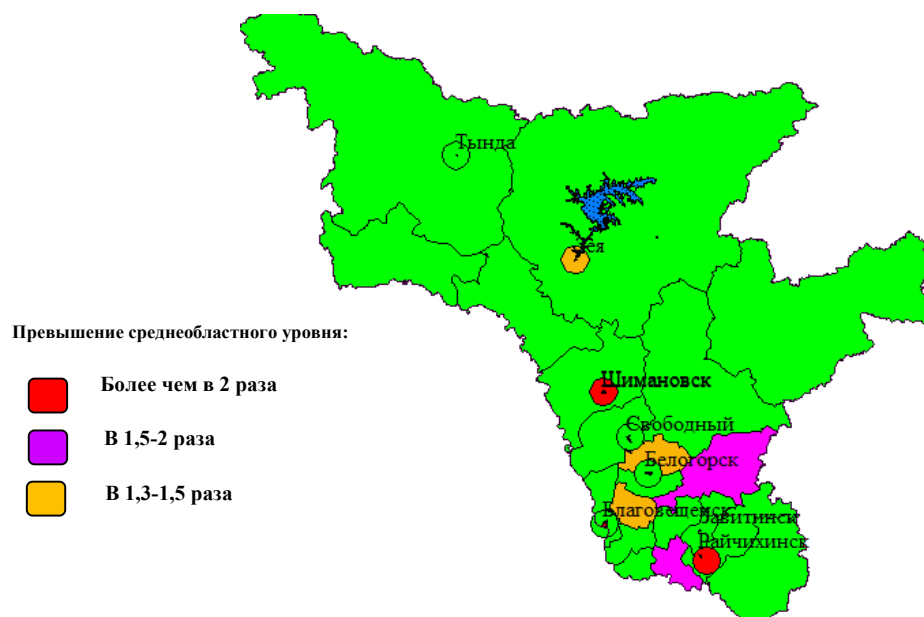 Тында
Зея
Превышение среднеобластного уровня:
Более чем в 2 раза
Шимановск
Свободный
В 1,5-2 раза
Белогорск
В 1,3-1,5 раза
Благовещенск
Завитинск
Райчихинск